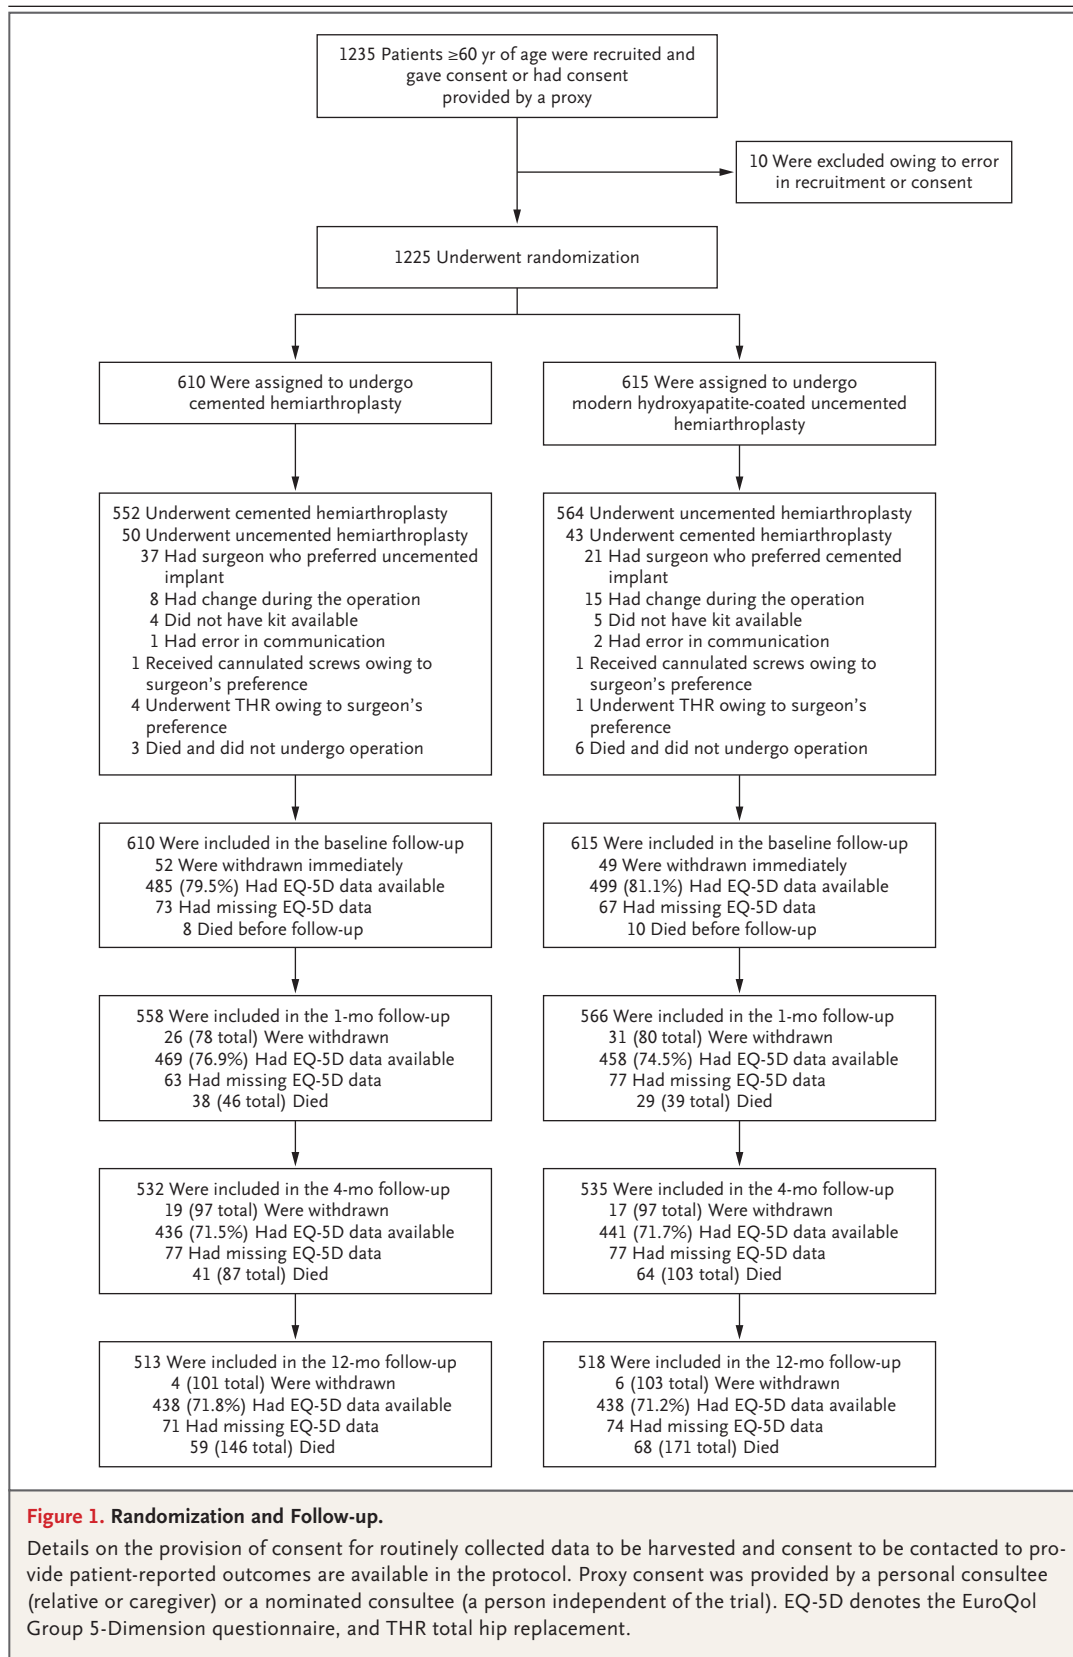 1235 Patients ≥60 yr of age were recruited and
gave consent or had consent
provided by a proxy
10 Were excluded owing to error
in recruitment or consent
1225 Underwent randomization
610 Were assigned to undergo
cemented hemiarthroplasty
615 Were assigned to undergo
modern hydroxyapatite-coated uncemented
hemiarthroplasty
552 Underwent cemented hemiarthroplasty
50 Underwent uncemented hemiarthroplasty
37 Had surgeon who preferred uncemented
implant
8 Had change during the operation
4 Did not have kit available
1 Had error in communication
1 Received cannulated screws owing to
surgeon's preference
4 Underwent THR owing to surgeon's
preference
3 Died and did not undergo operation
564 Underwent uncemented hemiarthroplasty
43 Underwent cemented hemiarthroplasty
21 Had surgeon who preferred cemented
implant
15 Had change during the operation
5 Did not have kit available
2 Had error in communication
1 Received cannulated screws owing to
surgeon's preference
1 Underwent THR owing to surgeon's
preference
6 Died and did not undergo operation
610 Were included in the baseline follow-up
52 Were withdrawn immediately
485 (79.5%) Had EQ-5D data available
73 Had missing EQ-5D data
8 Died before follow-up
615 Were included in the baseline follow-up
49 Were withdrawn immediately
499 (81.1%) Had EQ-5D data available
67 Had missing EQ-5D data
10 Died before follow-up
558 Were included in the 1-mo follow-up
26 (78 total) Were withdrawn
469 (76.9%) Had EQ-5D data available
63 Had missing EQ-5D data
38 (46 total) Died
566 Were included in the 1-mo follow-up
31 (80 total) Were withdrawn
458 (74.5%) Had EQ-5D data available
77 Had missing EQ-5D data
29 (39 total) Died
532 Were included in the 4-mo follow-up
19 (97 total) Were withdrawn
436 (71.5%) Had EQ-5D data available
77 Had missing EQ-5D data
41 (87 total) Died
535 Were included in the 4-mo follow-up
17 (97 total) Were withdrawn
441 (71.7%) Had EQ-5D data available
77 Had missing EQ-5D data
64 (103 total) Died
513 Were included in the 12-mo follow-up
4 (101 total) Were withdrawn
438 (71.8%) Had EQ-5D data available
71 Had missing EQ-5D data
59 (146 total) Died
518 Were included in the 12-mo follow-up
6 (103 total) Were withdrawn
438 (71.2%) Had EQ-5D data available
74 Had missing EQ-5D data
68 (171 total) Died
Figure 1. Randomization and Follow-up.
Details on the provision of consent for routinely collected data to be harvested and consent to be contacted to pro-
vide patient-reported outcomes are available in the protocol. Proxy consent was provided by a personal consultee
(relative or caregiver) or a nominated consultee (a person independent of the trial). EQ-5D denotes the EuroQol
Group 5-Dimension questionnaire, and THR total hip replacement.